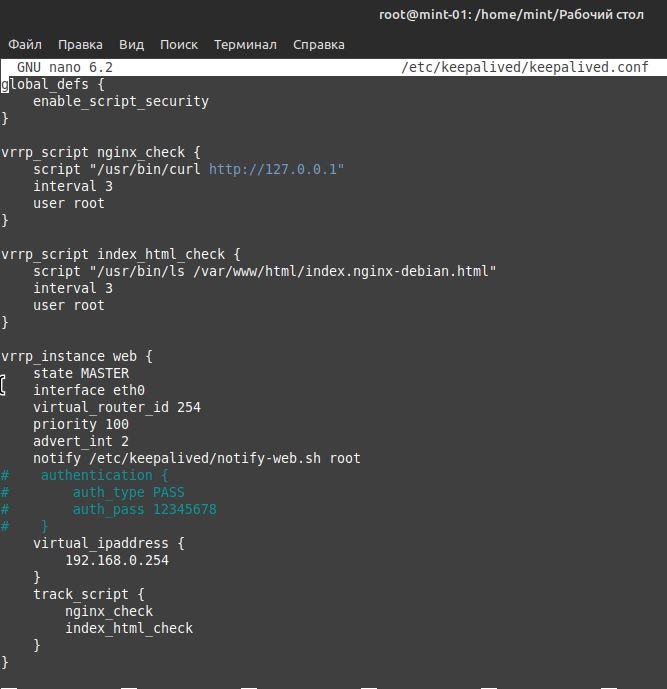 root@mint-01: /home/mint/Рабочий стол
Файл Правка Вид Поиск Терминал Справка
GNU nano 6.2 /etc/keepalived/keepalived.conf
global_defs {
    enable_script_security
}

vrrp_script nginx_check {
    script "/usr/bin/curl http://127.0.0.1"
    interval 3
    user root
}

vrrp_script index_html_check {
    script "/usr/bin/ls /var/www/html/index.nginx-debian.html"
    interval 3
    user root
}

vrrp_instance web {
    state MASTER
    interface eth0
    virtual_router_id 254
    priority 100
    advert_int 2
    notify /etc/keepalived/notify-web.sh root
#    authentication {
#        auth_type PASS
#        auth_pass 12345678
#    }
    virtual_ipaddress {
        192.168.0.254
    }
    track_script {
        nginx_check
        index_html_check
    }
}